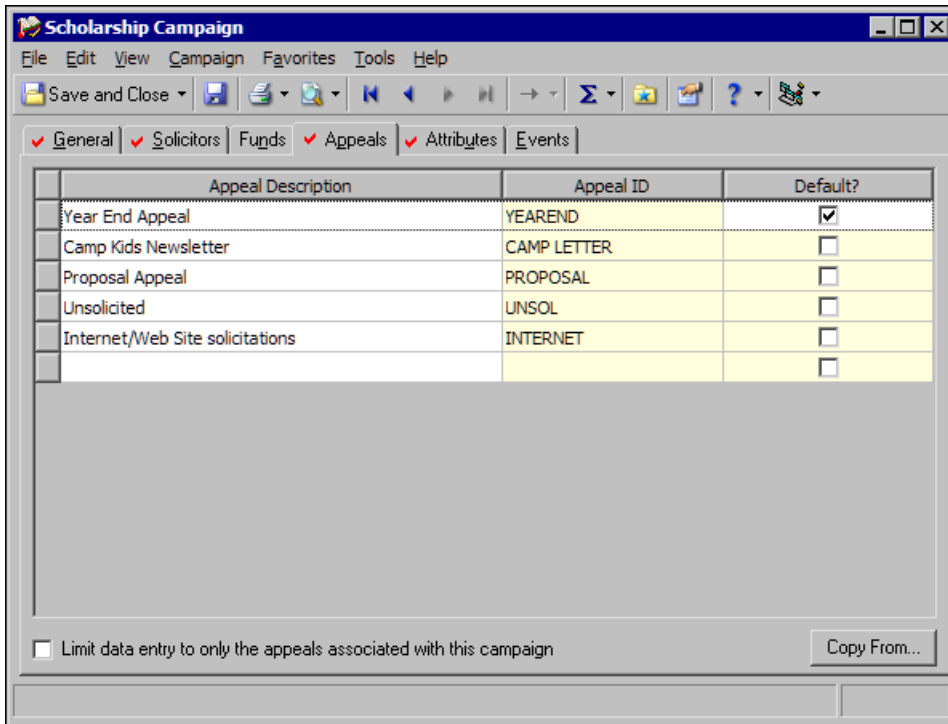 Scholarship Campaign
File Edit View Campaign Favorites Tools Help
Save and Close
General Solicitors Funds Appeals Attributes Events
Appeal Description Appeal ID Default?
Year End Appeal YEAREND
Camp Kids Newsletter CAMP LETTER
Proposal Appeal PROPOSAL
Unsolicited UNSOL
Internet/Web Site solicitations INTERNET
Limit data entry to only the appeals associated with this campaign Copy From...